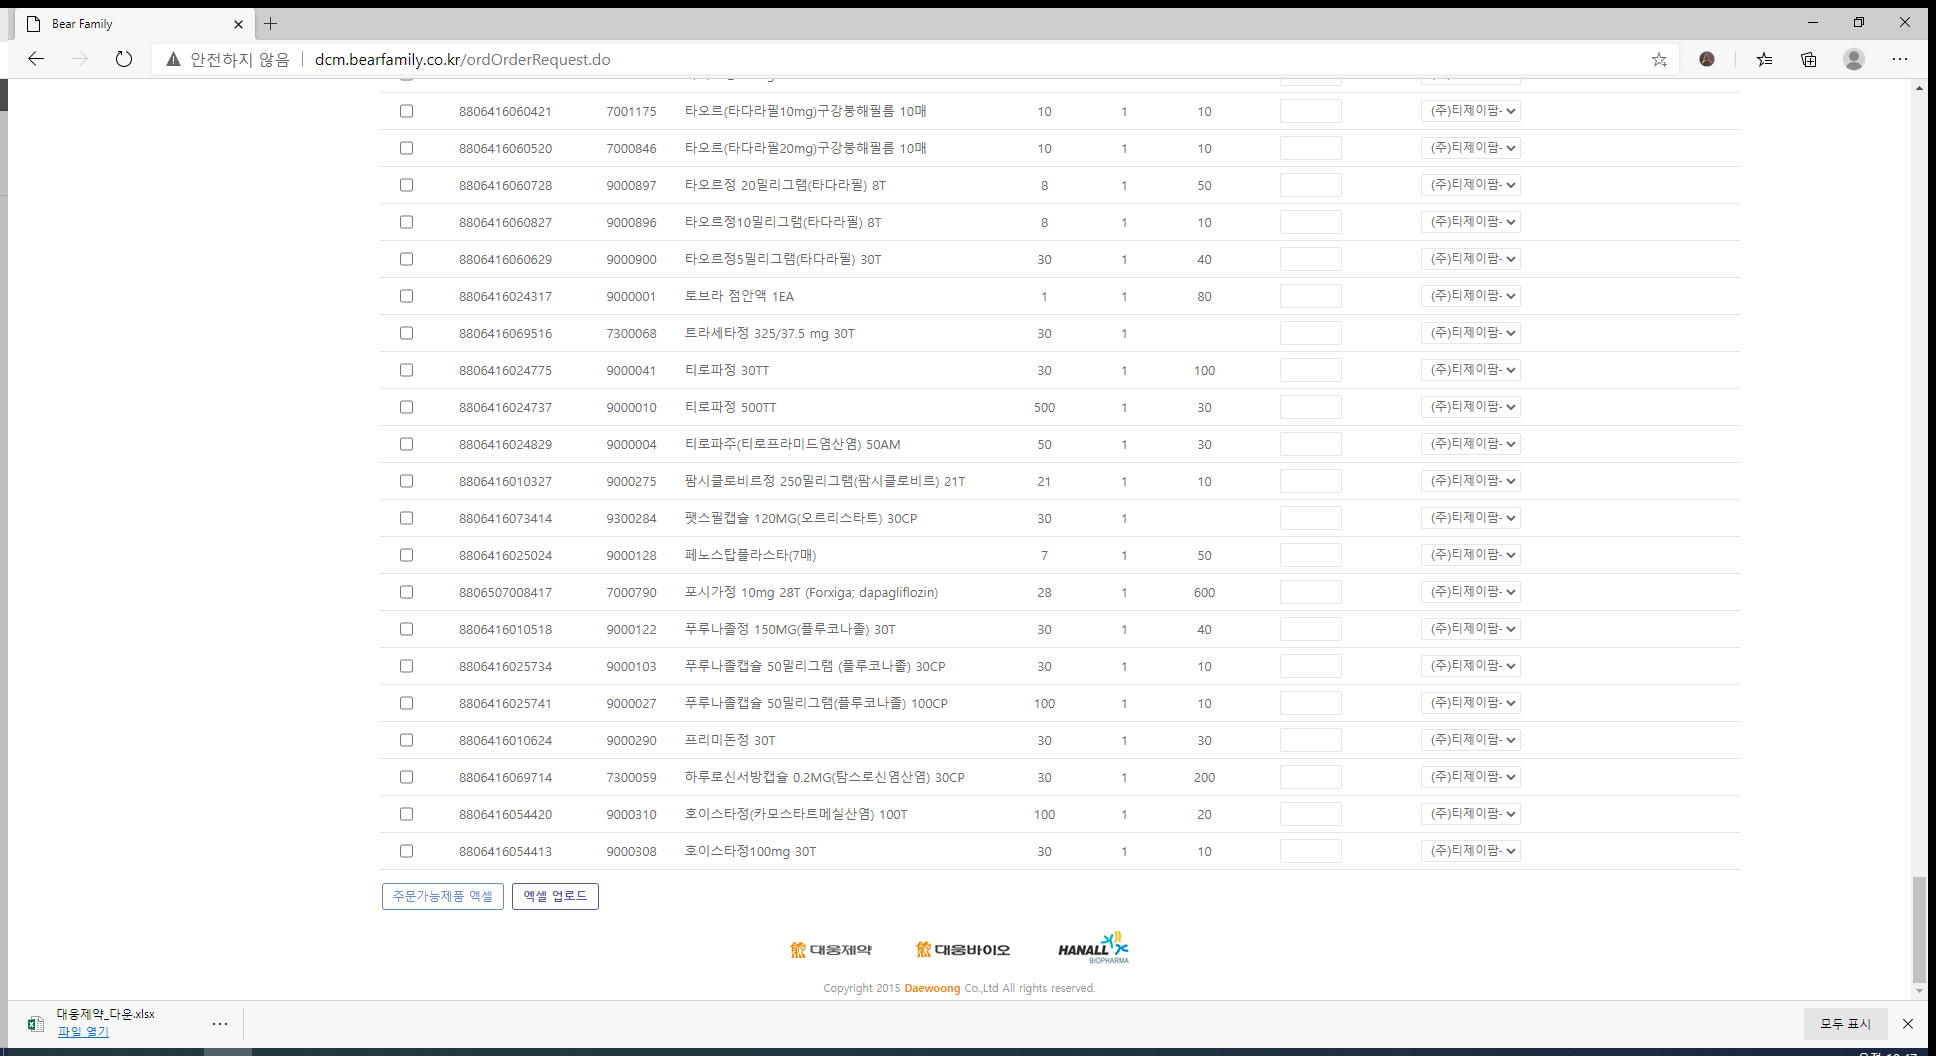 Bear Family
안전하지 않음 dcm.bearfamily.co.kr/ordOrderRequest.do
8806416060421 7001175 타오르(타다라필10mg)구강붕해필름 10매 10 1 10 (주)티제이팜-
8806416060520 7000846 타오르(타다라필20mg)구강붕해필름 10매 10 1 10 (주)티제이팜-
8806416060728 9000897 타오르정 20밀리그램(타다라필) 8T 8 1 50 (주)티제이팜-
8806416060827 9000896 타오르정10밀리그램(타다라필) 8T 8 1 10 (주)티제이팜-
8806416060629 9000900 타오르정5밀리그램(타다라필) 30T 30 1 40 (주)티제이팜-
8806416024317 9000001 토브라 점안액 1EA 1 1 80 (주)티제이팜-
8806416069516 7300068 트라세타정 325/37.5 mg 30T 30 1 (주)티제이팜-
8806416024775 9000041 티로파정 30TT 30 1 100 (주)티제이팜-
8806416024737 9000010 티로파정 500TT 500 1 30 (주)티제이팜-
8806416024829 9000004 티로파주(티로프라미드염산염) 50AM 50 1 30 (주)티제이팜-
8806416010327 9000275 팜시클로비르정 250밀리그램(팜시클로비르) 21T 21 1 10 (주)티제이팜-
8806416073414 9300284 팻스필캡슐 120MG(오르리스타트) 30CP 30 1 (주)티제이팜-
8806416025024 9000128 페노스탑플라스타(7매) 7 1 50 (주)티제이팜-
8806507008417 7000790 포시가정 10mg 28T (Forxiga; dapagliflozin) 28 1 600 (주)티제이팜-
8806416010518 9000122 푸루나졸정 150MG(플루코나졸) 30T 30 1 40 (주)티제이팜-
8806416025734 9000103 푸루나졸캡슐 50밀리그램 (플루코나졸) 30CP 30 1 10 (주)티제이팜-
8806416025741 9000027 푸루나졸캡슐 50밀리그램(플루코나졸) 100CP 100 1 10 (주)티제이팜-
8806416010624 9000290 프리미돈정 30T 30 1 30 (주)티제이팜-
8806416069714 7300059 하루로신서방캡슐 0.2MG(탐스로신염산염) 30CP 30 1 200 (주)티제이팜-
8806416054420 9000310 호이스타정(카모스타트메실산염) 100T 100 1 20 (주)티제이팜-
8806416054413 9000308 호이스타정100mg 30T 30 1 10 (주)티제이팜-
주문가능제품 엑셀 엑셀 업로드
대웅제약 대웅바이오 HANALL BIOPHARMA
Copyright 2015 Daewoong Co.,Ltd All rights reserved.
대웅제약_다운.xlsx
파일 열기
모두 표시